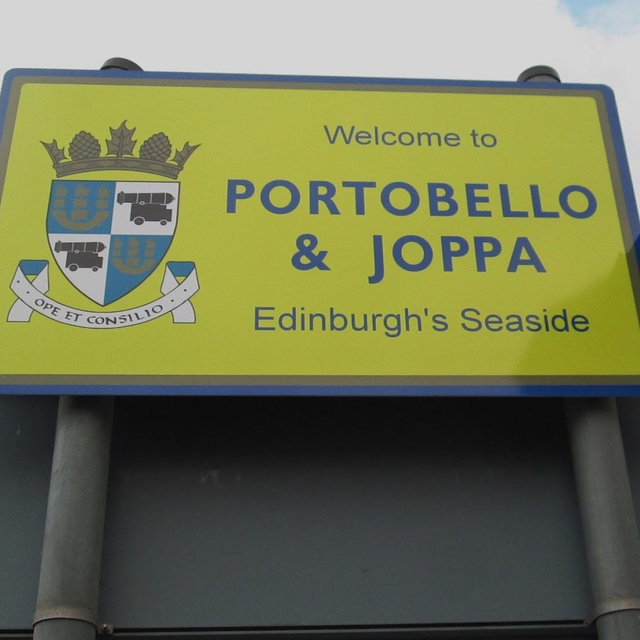 Welcome to
PORTOBELLO
& JOPPA
Edinburgh's Seaside
OPE ET CONSILIO